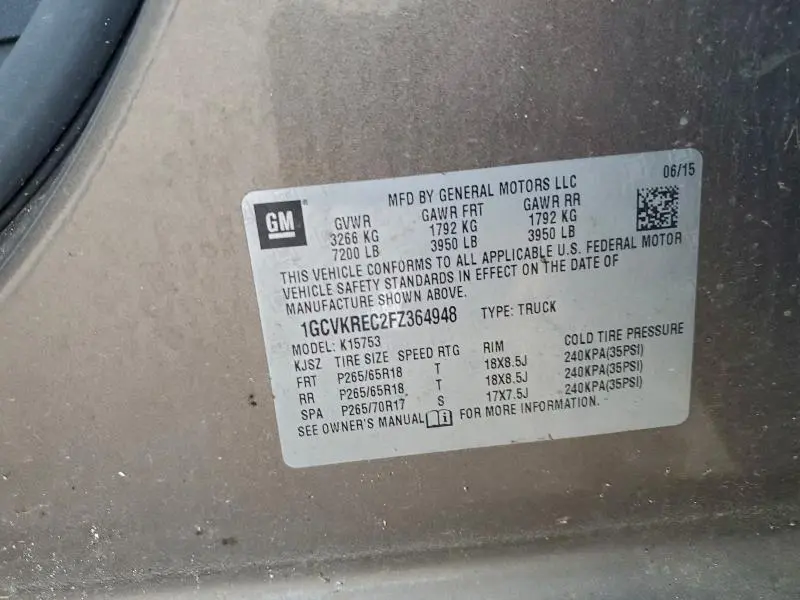 MFD BY GENERAL MOTORS LLC 06/15
GM®
GVWR GAWR FRT GAWR RR
3266 KG 1792 KG 1792 KG
7200 LB 3950 LB 3950 LB
THIS VEHICLE CONFORMS TO ALL APPLICABLE U.S. FEDERAL MOTOR
VEHICLE SAFETY STANDARDS IN EFFECT ON THE DATE OF
MANUFACTURE SHOWN ABOVE.
1GCVKREC2FZ364948 TYPE: TRUCK
MODEL: K15753
KJSZ TIRE SIZE SPEED RTG RIM COLD TIRE PRESSURE
FRT P265/65R18 T 18X8.5J 240KPA(35PSI)
RR P265/65R18 T 18X8.5J 240KPA(35PSI)
SPA P265/70R17 S 17X7.5J 240KPA(35PSI)
SEE OWNER'S MANUAL i FOR MORE INFORMATION.